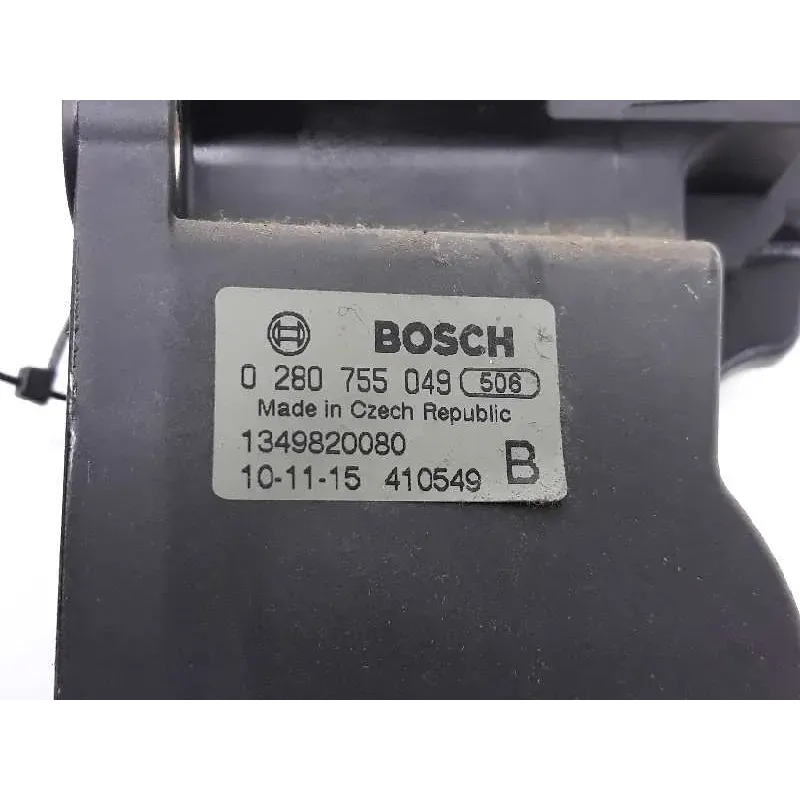 BOSCH
0 280 755 049 506
Made in Czech Republic
1349820080
10-11-15 410549 B